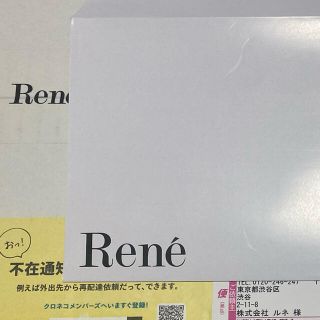 René
René
おっ!
不在通知
例えば外出先から再配達依頼だって、できます。
クロネコメンバーズへいますぐ登録!
TEL 0120-246-247
東京都渋谷区
渋谷
2-11-8
株式会社 ルネ 様